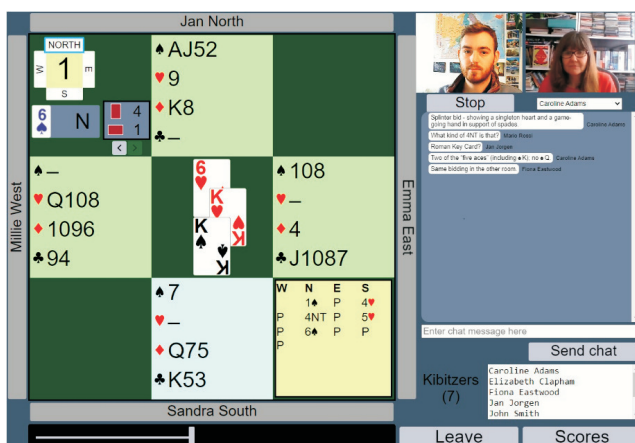 Jan North
NORTH
W 1 E
S
6♠ N 4
1
< >
♠ AJ52
♥ 9
♦ K8
♣ –
Millie West
♠ –
♥ Q108
♦ 1096
♣ 94
6♥
K♥
K
K♠
K
♠ 108
♥ –
♦ 4
♣ J1087
Emma East
♠ 7
♥ –
♦ Q75
♣ K53
W N E S
1♠ P 4♥
P 4NT P 5♥
P 6♠ P P
P
Sandra South
Stop
Caroline Adams
Splinter bid - showing a singleton heart and a game-
going hand in support of spades Caroline Adams
What kind of 4NT is that? Mario Rossi
Roman Key Card? Jan Jorgen
Two of the "five aces" (including ♠K); no ♠Q. Caroline Adams
Same bidding in the other room. Fiona Eastwood
Enter chat message here
Send chat
Kibitzers
(7)
Caroline Adams
Elizabeth Clapham
Fiona Eastwood
Jan Jorgen
John Smith
Leave
Scores